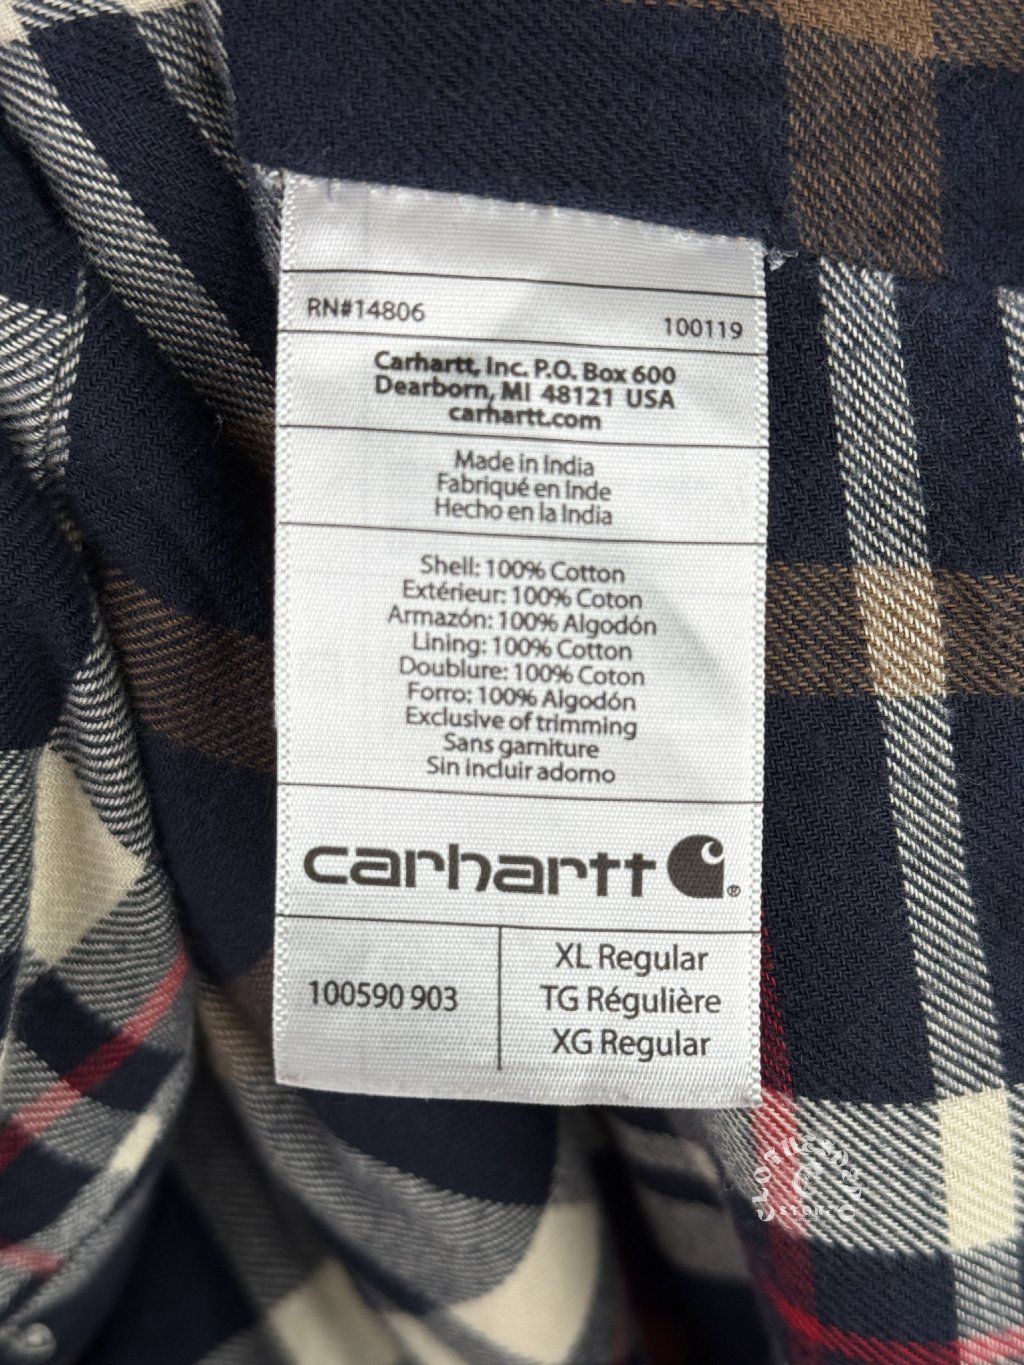 RN#14806
100119
Carhartt, Inc. P.O. Box 600
Dearborn, MI 48121 USA
carhartt.com
Made in India
Fabriqué en Inde
Hecho en la India
Shell: 100% Cotton
Extérieur: 100% Coton
Armazón: 100% Algodón
Lining: 100% Cotton
Doublure: 100% Coton
Forro: 100% Algodón
Exclusive of trimming
Sans garniture
Sin incluir adorno
carhartt ®
100590 903
XL Regular
TG Régulière
XG Regular